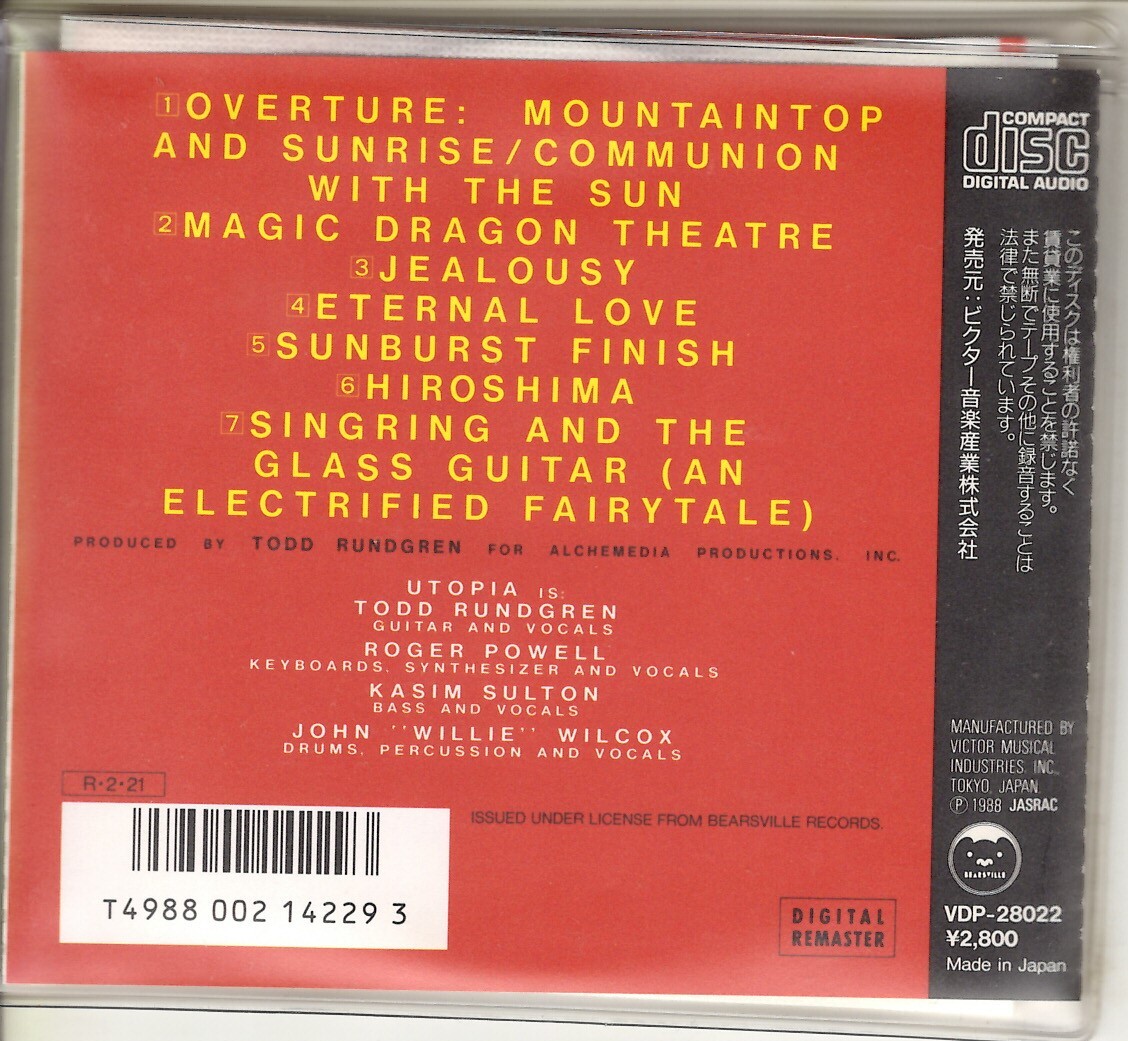 1 OVERTURE: MOUNTAINTOP
AND SUNRISE/COMMUNION
WITH THE SUN
2 MAGIC DRAGON THEATRE
3 JEALOUSY
4 ETERNAL LOVE
5 SUNBURST FINISH
6 HIROSHIMA
7 SINGRING AND THE
GLASS GUITAR (AN
ELECTRIFIED FAIRYTALE)
PRODUCED BY TODD RUNDGREN FOR ALCHEMEDIA PRODUCTIONS. INC.
UTOPIA IS:
TODD RUNDGREN
GUITAR AND VOCALS
ROGER POWELL
KEYBOARDS. SYNTHESIZER AND VOCALS
KASIM SULTON
BASS AND VOCALS
JOHN "WILLIE" WILCOX
DRUMS, PERCUSSION AND VOCALS
R・2・21
ISSUED UNDER LICENSE FROM BEARSVILLE RECORDS.
T4988 002 14229 3
DIGITAL
REMASTER
COMPACT
disc
DIGITAL AUDIO
このディスクは権利者の許諾なく
賃貸業に使用することを禁じます。
また無断でテープその他に録音することは
法律で禁じられています。
発売元:ビクター音楽産業株式会社
MANUFACTURED BY
VICTOR MUSICAL
INDUSTRIES, INC.,
TOKYO, JAPAN
Ⓟ 1988 JASRAC
BEARSVILLE
VDP-28022
¥2,800
Made in Japan